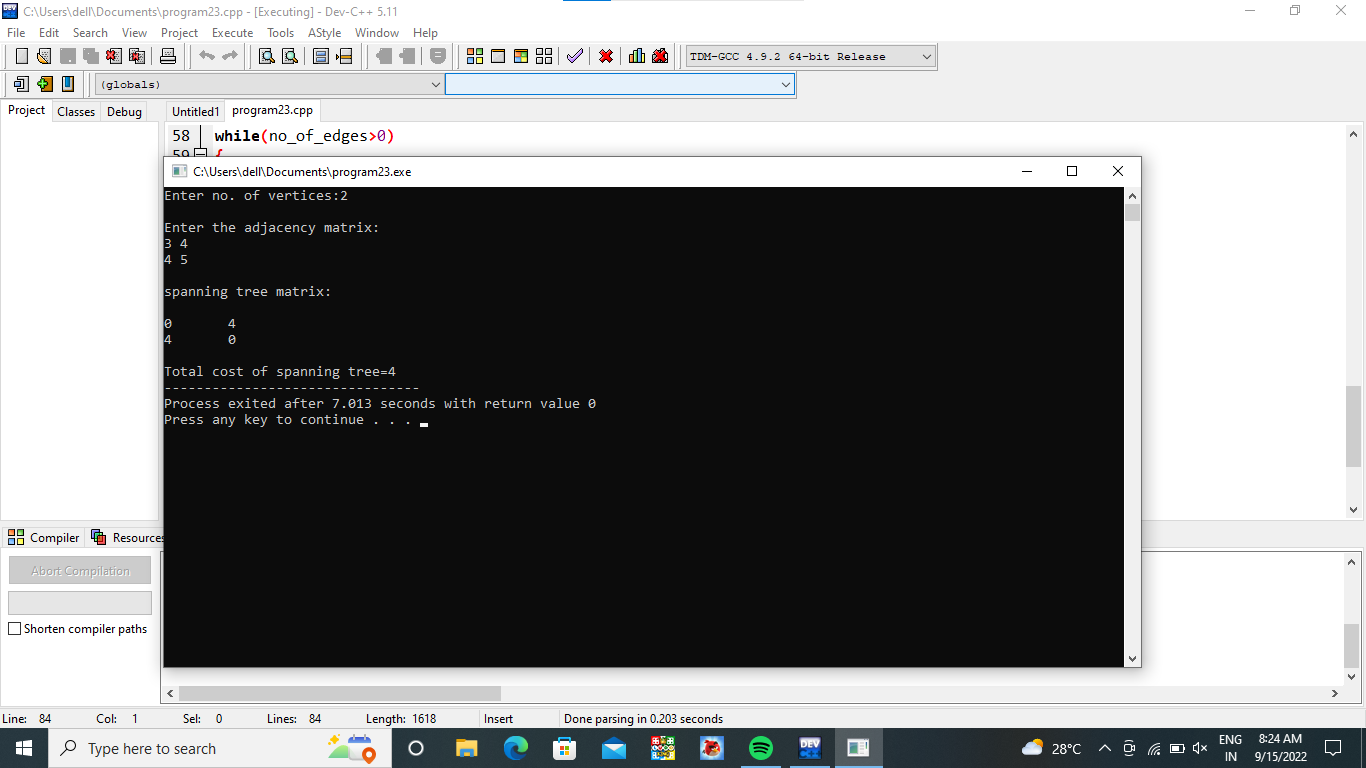 C:\Users\dell\Documents\program23.cpp - [Executing] - Dev-C++ 5.11
File Edit Search View Project Execute Tools AStyle Window Help
TDM-GCC 4.9.2 64-bit Release
(globals)
Project Classes Debug Untitled1 program23.cpp
58 while(no_of_edges>0)
59 {
C:\Users\dell\Documents\program23.exe
Enter no. of vertices:2
Enter the adjacency matrix:
3 4
4 5
spanning tree matrix:
0 4
4 0
Total cost of spanning tree=4
--------------------------------
Process exited after 7.013 seconds with return value 0
Press any key to continue . . .
Compiler Resources
Abort Compilation
Shorten compiler paths
Line: 84 Col: 1 Sel: 0 Lines: 84 Length: 1618 Insert Done parsing in 0.203 seconds
Type here to search
DEV
28°C
ENG
IN
8:24 AM
9/15/2022